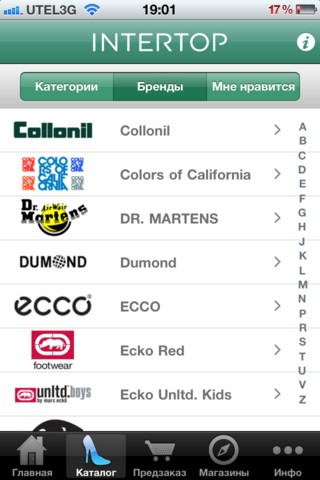 UTEL3G 19:01 17 %
INTERTOP
i
Категории Бренды Мне нравится
Collonil Collonil
COLORS OF CALIFORNIA Colors of California
Dr. AirWair Martens DR. MARTENS
DUMOND Dumond
ecco ECCO
footwear Ecko Red
unltd.boys by marc eckō Ecko Unltd. Kids
A
B
C
D
E
F
G
H
J
K
L
M
N
P
R
S
T
U
V
Z
Главная Каталог Предзаказ Магазины Инфо